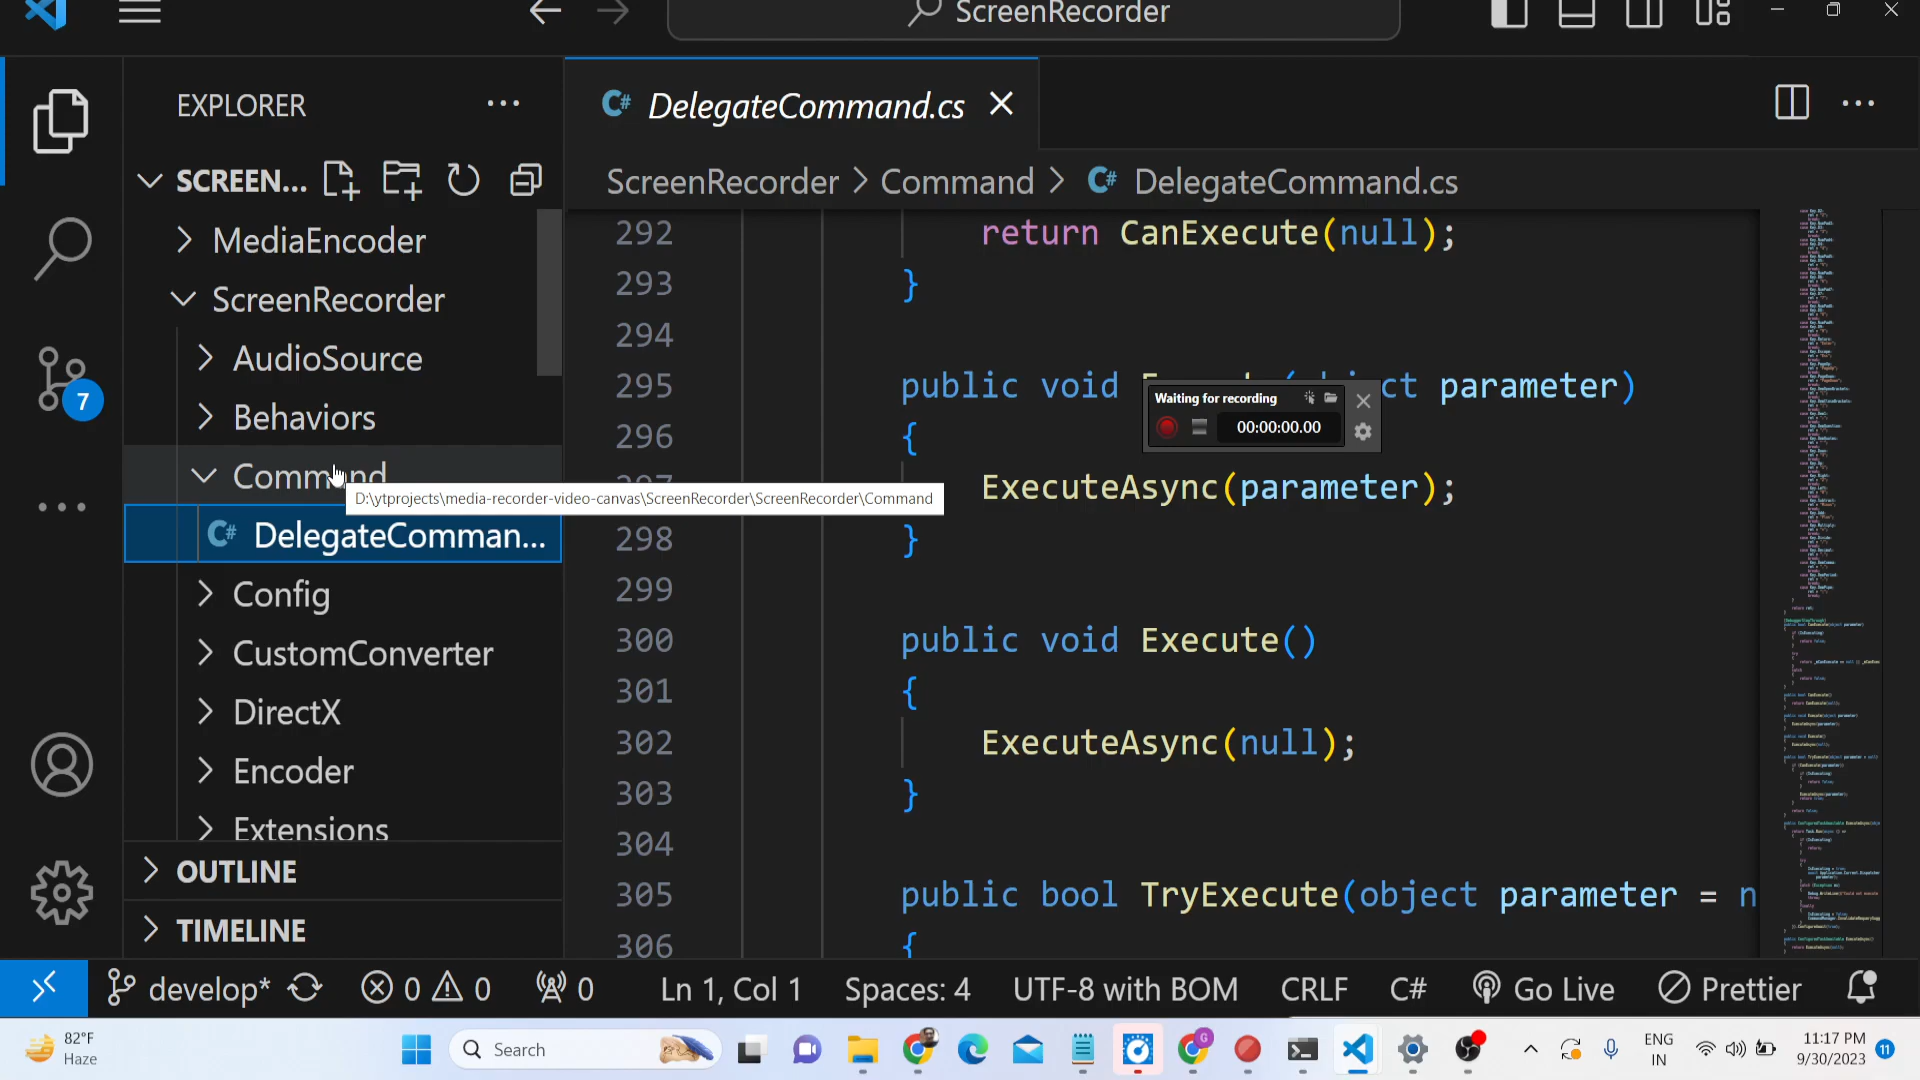 ScreenRecorder
EXPLORER
SCREEN...
MediaEncoder
ScreenRecorder
AudioSource
Behaviors
Command
D:\ytprojects\media-recorder-video-canvas\ScreenRecorder\ScreenRecorder\Command
DelegateComman...
Config
CustomConverter
DirectX
Encoder
Extensions
OUTLINE
TIMELINE
7
DelegateCommand.cs
ScreenRecorder > Command > DelegateCommand.cs
292 return CanExecute(null);
293 }
294
295 public void ct parameter)
296 {
ExecuteAsync(parameter);
298 }
299
300 public void Execute()
301 {
302 ExecuteAsync(null);
303 }
304
305 public bool TryExecute(object parameter = n
306 {
Waiting for recording
00:00:00.00
develop* 0 0 0 Ln 1, Col 1 Spaces: 4 UTF-8 with BOM CRLF C# Go Live Prettier
82°F
Haze
Search
G
ENG
IN
11:17 PM
9/30/2023
11